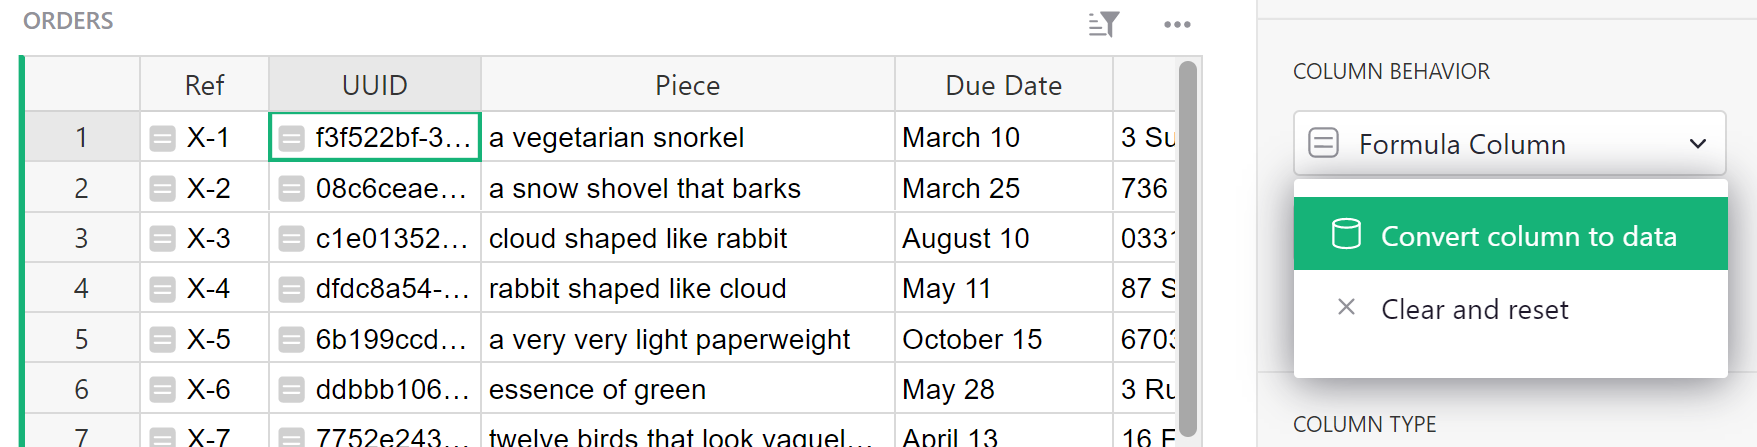 ORDERS
Ref UUID Piece Due Date
1 X-1 f3f522bf-3... a vegetarian snorkel March 10 3 Su
2 X-2 08c6ceae... a snow shovel that barks March 25 736
3 X-3 c1e01352... cloud shaped like rabbit August 10 0331
4 X-4 dfdc8a54-... rabbit shaped like cloud May 11 87 S
5 X-5 6b199ccd... a very very light paperweight October 15 6703
6 X-6 ddbbb106... essence of green May 28 3 Ru
7 X-7 7752e243... twelve birds that look vaguel... April 13 16 F
COLUMN BEHAVIOR
Formula Column
Convert column to data
Clear and reset
COLUMN TYPE